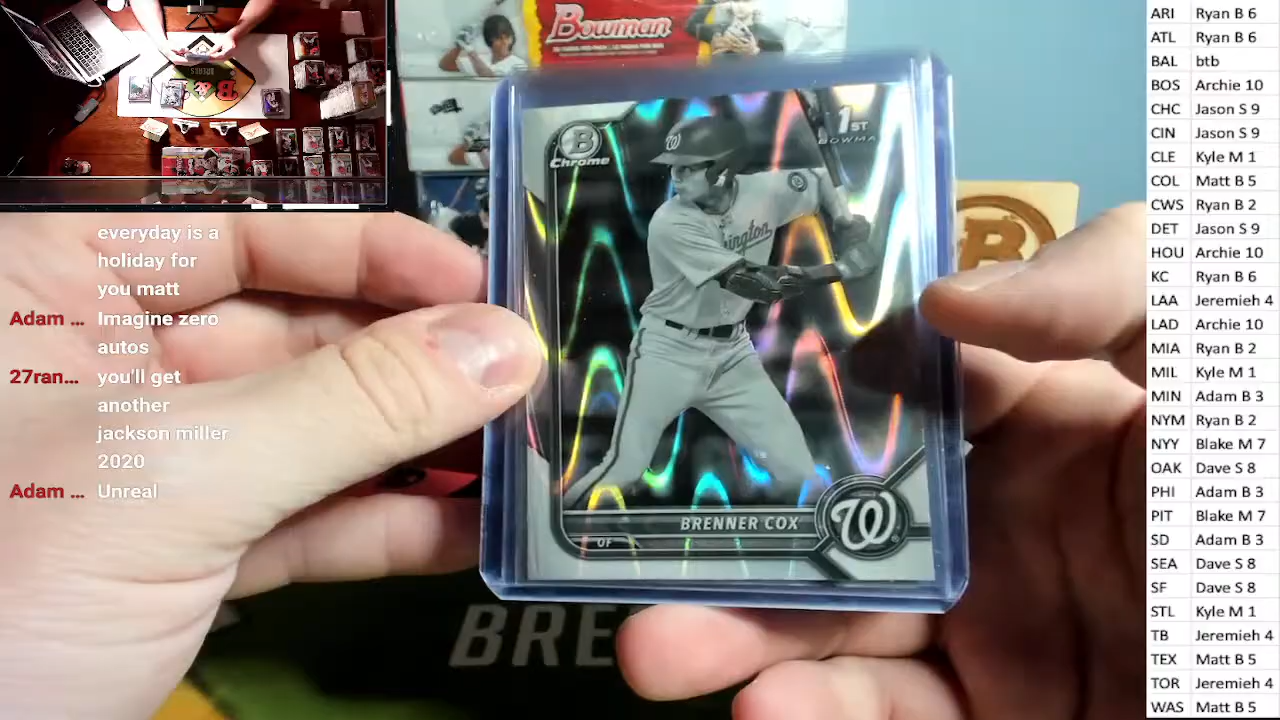 Bowman
B
Chrome
1ST
BOWMA
W
ington
BRENNER COX
OF
W
B
BRE
everyday is a
holiday for
you matt
Adam ... Imagine zero
autos
27ran... you'll get
another
jackson miller
2020
Adam ... Unreal
ARI Ryan B 6
ATL Ryan B 6
BAL btb
BOS Archie 10
CHC Jason S 9
CIN Jason S 9
CLE Kyle M 1
COL Matt B 5
CWS Ryan B 2
DET Jason S 9
HOU Archie 10
KC Ryan B 6
LAA Jeremieh 4
LAD Archie 10
MIA Ryan B 2
MIL Kyle M 1
MIN Adam B 3
NYM Ryan B 2
NYY Blake M 7
OAK Dave S 8
PHI Adam B 3
PIT Blake M 7
SD Adam B 3
SEA Dave S 8
SF Dave S 8
STL Kyle M 1
TB Jeremieh 4
TEX Matt B 5
TOR Jeremieh 4
WAS Matt B 5